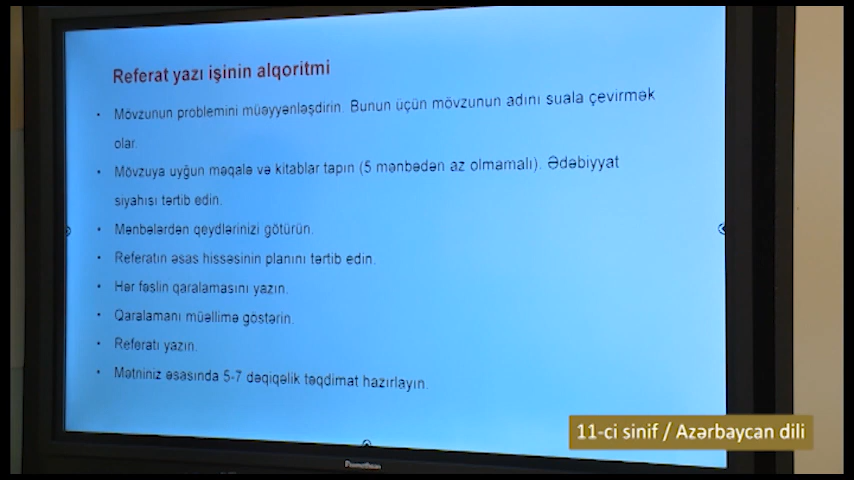 Referat yazı işinin alqoritmi
• Mövzunun problemini müəyyənləşdirin. Bunun üçün mövzunun adını suala çevirmək
olar.
• Mövzuya uyğun məqalə və kitablar tapın (5 mənbədən az olmamalı). Ədəbiyyat
siyahısı tərtib edin.
• Mənbələrdən qeydlərinizi götürün.
• Referatın əsas hissəsinin planını tərtib edin.
• Hər fəslin qaralamasını yazın.
• Qaralamanı müəllimə göstərin.
• Referatı yazın.
• Mətniniz əsasında 5-7 dəqiqəlik təqdimat hazırlayın.
11-ci sinif / Azərbaycan dili
Promethean